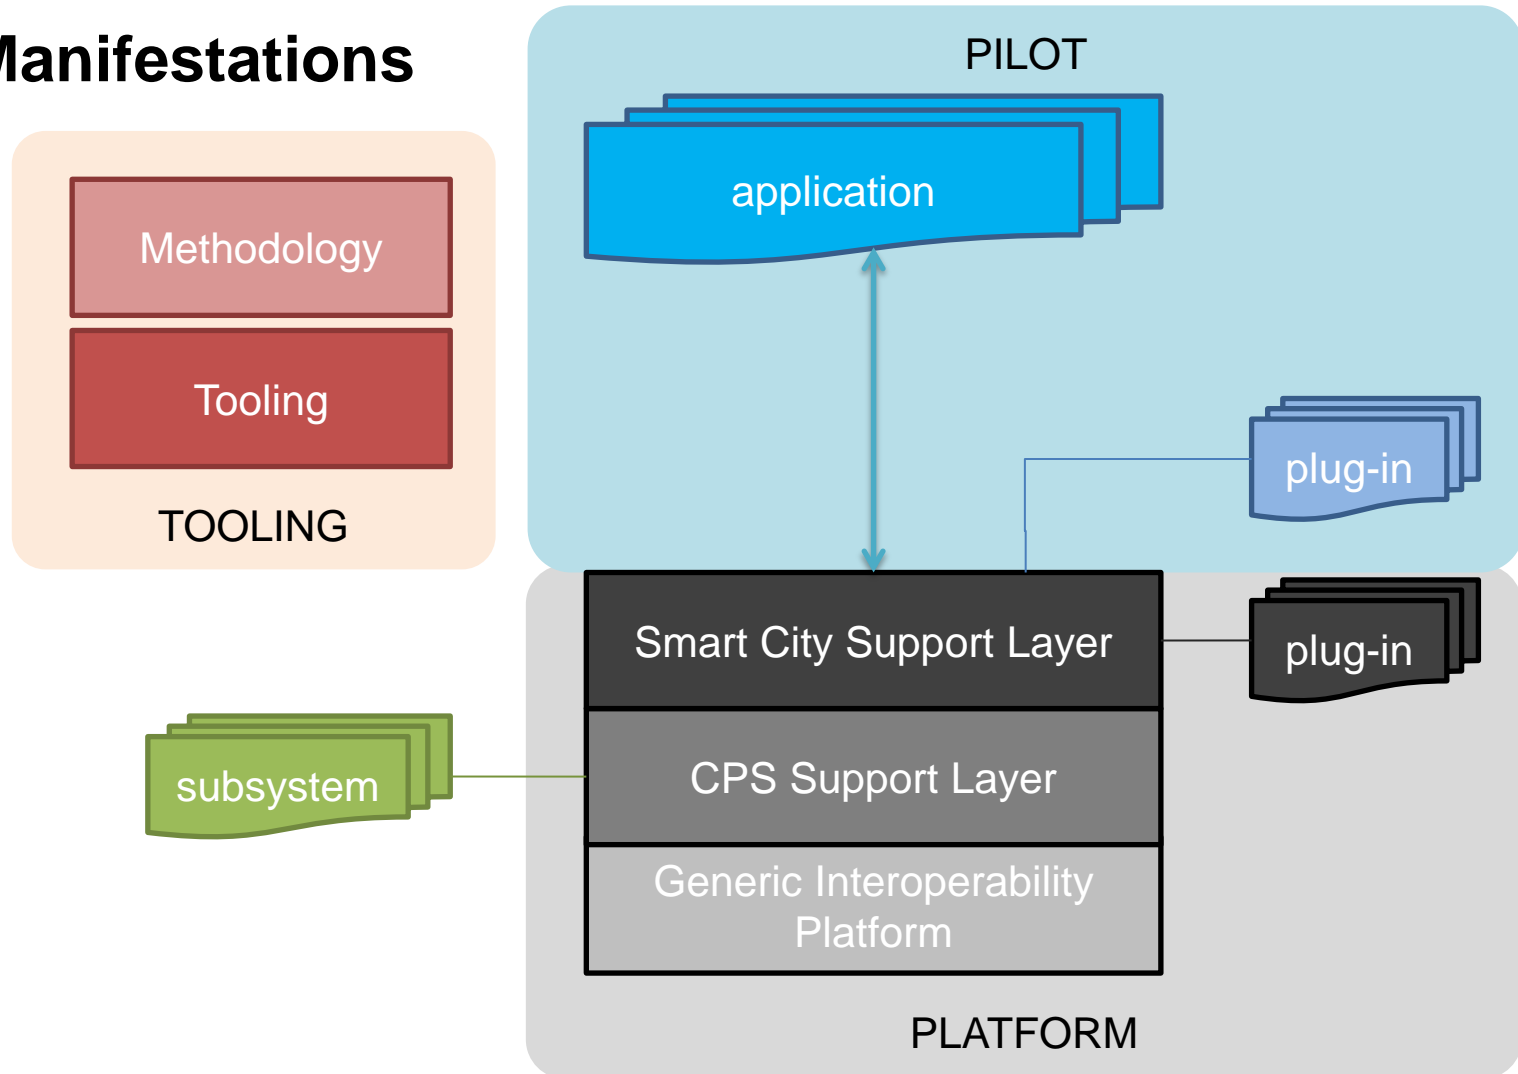 Manifestations
PILOT
application
Methodology
Tooling
TOOLING
plug-in
Smart City Support Layer
plug-in
CPS Support Layer
subsystem
Generic Interoperability
Platform
PLATFORM